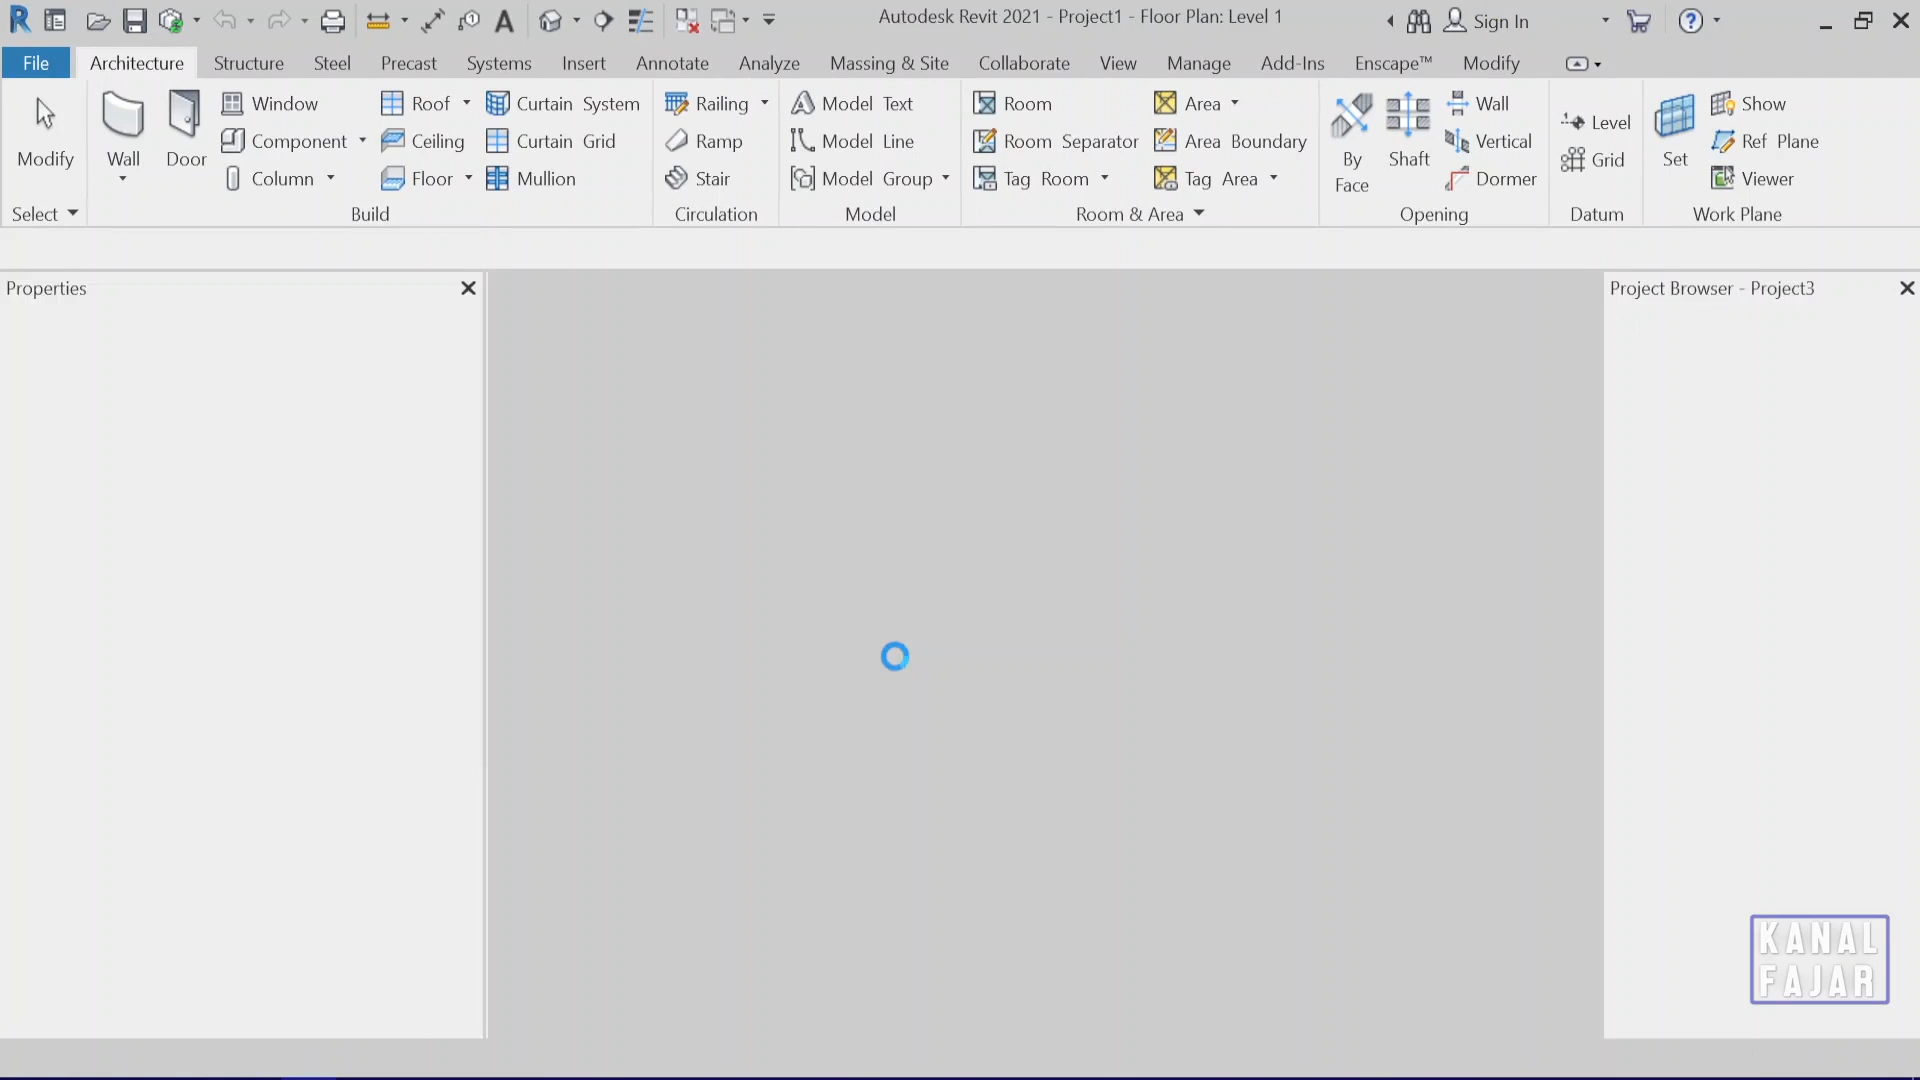 Autodesk Revit 2021 - Project1 - Floor Plan: Level 1
Sign In
File Architecture Structure Steel Precast Systems Insert Annotate Analyze Massing & Site Collaborate View Manage Add-Ins Enscape™ Modify
Modify
Select
Wall
Door
Window
Component
Column
Roof
Ceiling
Floor
Curtain System
Curtain Grid
Mullion
Build
Railing
Ramp
Stair
Circulation
Model Text
Model Line
Model Group
Model
Room
Room Separator
Tag Room
Area
Area Boundary
Tag Area
Room & Area
By
Face
Shaft
Wall
Vertical
Dormer
Opening
Level
Grid
Datum
Set
Show
Ref Plane
Viewer
Work Plane
Properties
Project Browser - Project3
KANAL
FAJAR